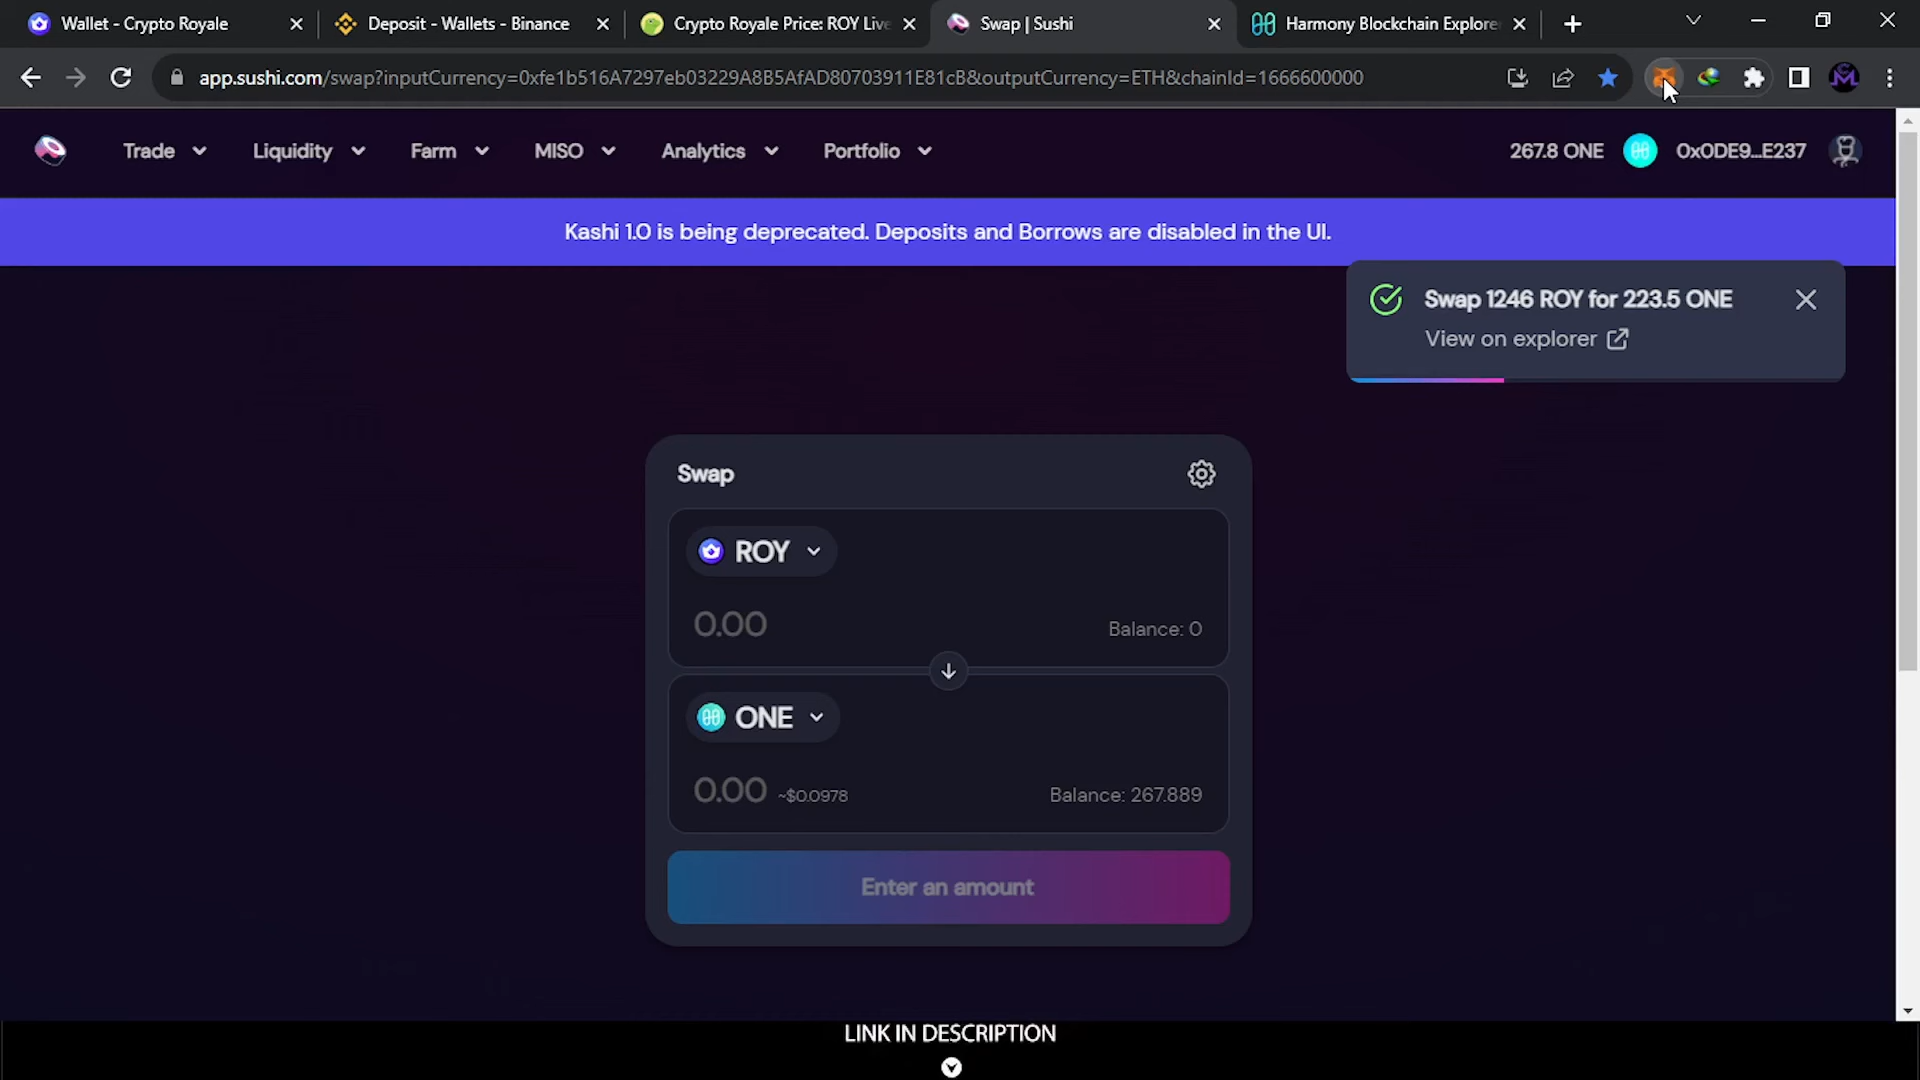 Wallet - Crypto Royale
Deposit - Wallets - Binance
Crypto Royale Price: ROY Live
Swap | Sushi
Harmony Blockchain Explorer
app.sushi.com/swap?inputCurrency=0xfe1b516A7297eb03229A8B5AfAD80703911E81cB&outputCurrency=ETH&chainId=1666600000
Trade
Liquidity
Farm
MISO
Analytics
Portfolio
267.8 ONE
0x0DE9...E237
Kashi 1.0 is being deprecated. Deposits and Borrows are disabled in the UI.
Swap 1246 ROY for 223.5 ONE
View on explorer
Swap
ROY
0.00
Balance: 0
ONE
0.00 ~$0.0978
Balance: 267.889
Enter an amount
LINK IN DESCRIPTION